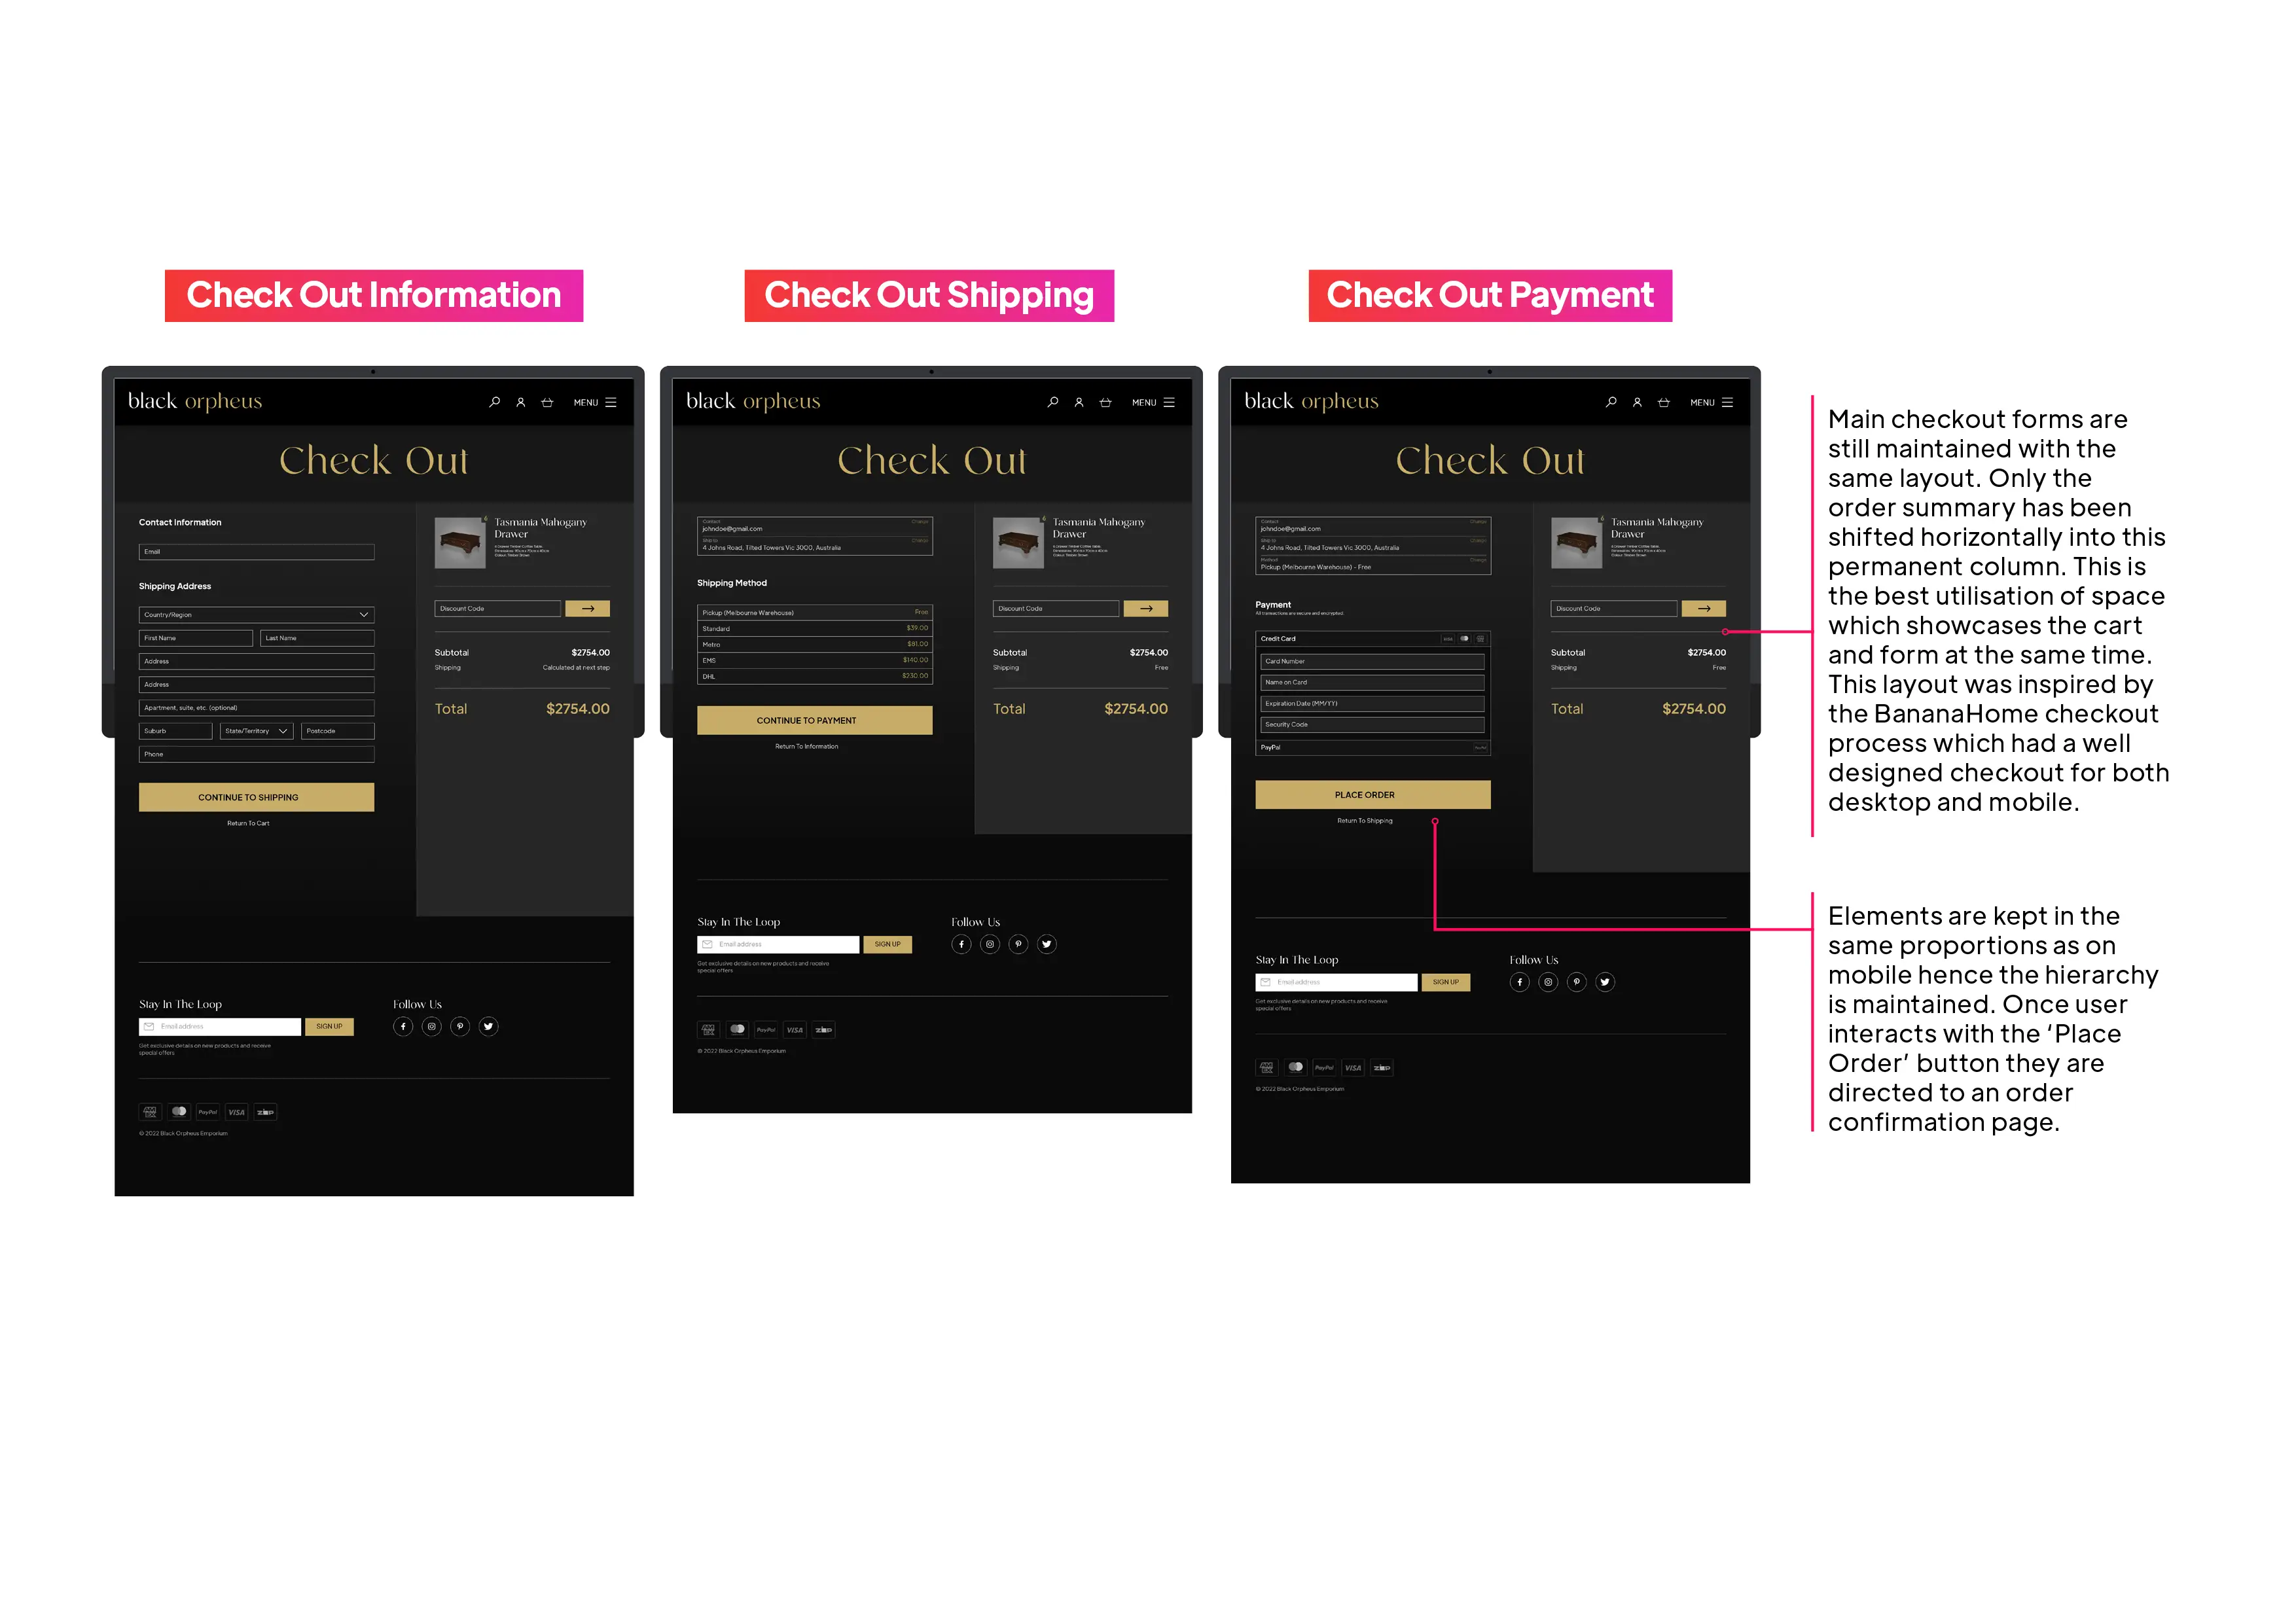 Check Out Information
Check Out Shipping
Check Out Payment
black orpheus
MENU
Check Out
Contact Information
Email
Shipping Address
Country/Region
First Name
Last Name
Address
Address
Apartment, suite, etc. (optional)
Suburb
State/Territory
Postcode
Phone
CONTINUE TO SHIPPING
Return To Cart
Tasmania Mahogany
Drawer
Discount Code
Subtotal $2754.00
Shipping Calculated at next step
Total $2754.00
Stay In The Loop
Email address
SIGN UP
Get exclusive details on new products and receive
special offers
Follow Us
PayPal
VISA
zip
© 2022 Black Orpheus Emporium
black orpheus
MENU
Check Out
Contact Change
johndoe@gmail.com
Ship to Change
4 Johns Road, Tilted Towers Vic 3000, Australia
Shipping Method
Pickup (Melbourne Warehouse) Free
Standard $39.00
Metro $81.00
EMS $140.00
DHL $230.00
CONTINUE TO PAYMENT
Return To Information
Tasmania Mahogany
Drawer
Discount Code
Subtotal $2754.00
Shipping Free
Total $2754.00
Stay In The Loop
Email address
SIGN UP
Get exclusive details on new products and receive
special offers
Follow Us
PayPal
VISA
zip
© 2022 Black Orpheus Emporium
black orpheus
MENU
Check Out
Contact Change
johndoe@gmail.com
Ship to Change
4 Johns Road, Tilted Towers Vic 3000, Australia
Method Change
Pickup (Melbourne Warehouse) - Free
Payment
All transactions are secure and encrypted
Credit Card
VISA
Card Number
Name on Card
Expiration Date (MM/YY)
Security Code
PayPal
PayPal
PLACE ORDER
Return To Shipping
Tasmania Mahogany
Drawer
Discount Code
Subtotal $2754.00
Shipping Free
Total $2754.00
Stay In The Loop
Email address
SIGN UP
Get exclusive details on new products and receive
special offers
Follow Us
PayPal
VISA
zip
© 2022 Black Orpheus Emporium
Main checkout forms are
still maintained with the
same layout. Only the
order summary has been
shifted horizontally into this
permanent column. This is
the best utilisation of space
which showcases the cart
and form at the same time.
This layout was inspired by
the BananaHome checkout
process which had a well
designed checkout for both
desktop and mobile.
Elements are kept in the
same proportions as on
mobile hence the hierarchy
is maintained. Once user
interacts with the ‘Place
Order’ button they are
directed to an order
confirmation page.